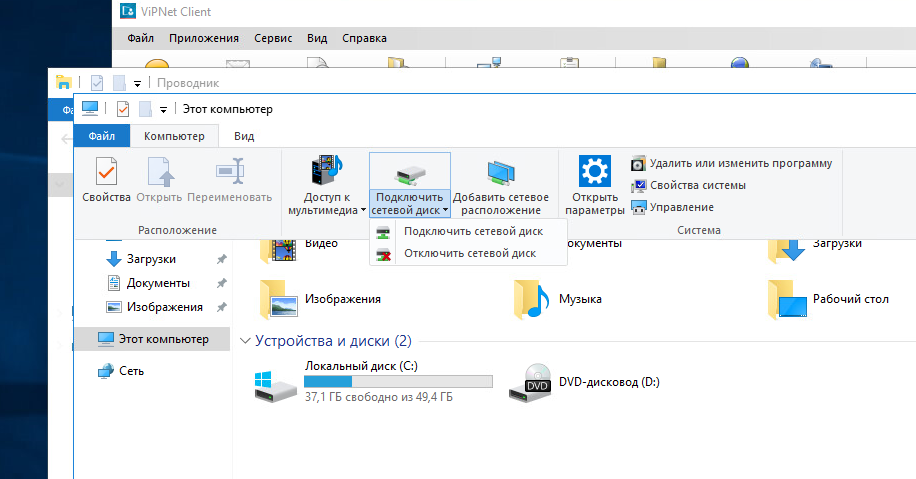 ViPNet Client
Файл Приложения Сервис Вид Справка
Проводник
Этот компьютер
Файл Компьютер Вид
Свойства Открыть Переименовать
Доступ к мультимедиа
Подключить сетевой диск
Добавить сетевое расположение
Открыть параметры
Удалить или изменить программу
Свойства системы
Управление
Расположение
Система
Подключить сетевой диск
Отключить сетевой диск
Загрузки
Документы
Изображения
Этот компьютер
Сеть
Видео
Загрузки
Изображения
Музыка
Рабочий стол
Устройства и диски (2)
Локальный диск (C:)
37,1 ГБ свободно из 49,4 ГБ
DVD
DVD-дисковод (D:)